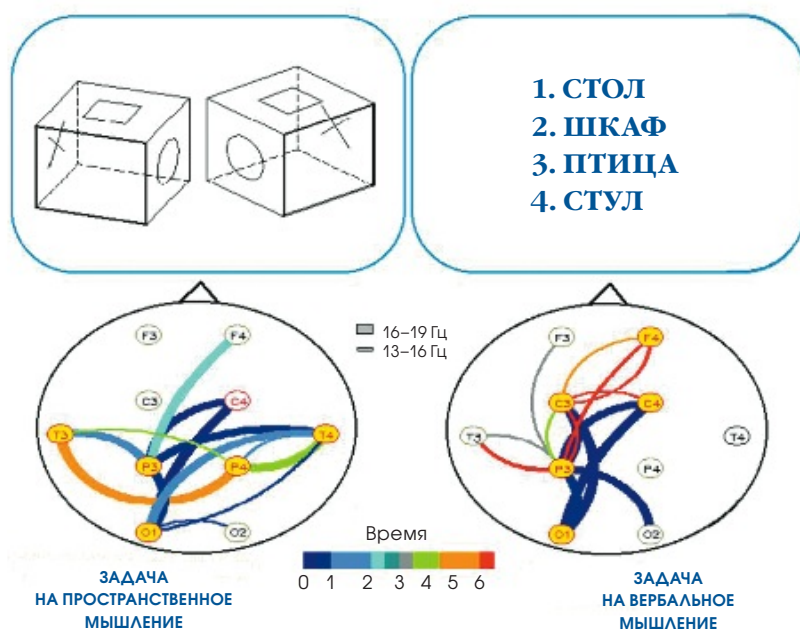 1. СТОЛ
2. ШКАФ
3. ПТИЦА
4. СТУЛ
F3
F4
C3
C4
T3
T4
P3
P4
O1
O2
16–19 Гц
13–16 Гц
F3
F4
C3
C4
T3
T4
P3
P4
O1
O2
Время
0 1 2 3 4 5 6
ЗАДАЧА
НА ПРОСТРАНСТВЕННОЕ
МЫШЛЕНИЕ
ЗАДАЧА
НА ВЕРБАЛЬНОЕ
МЫШЛЕНИЕ